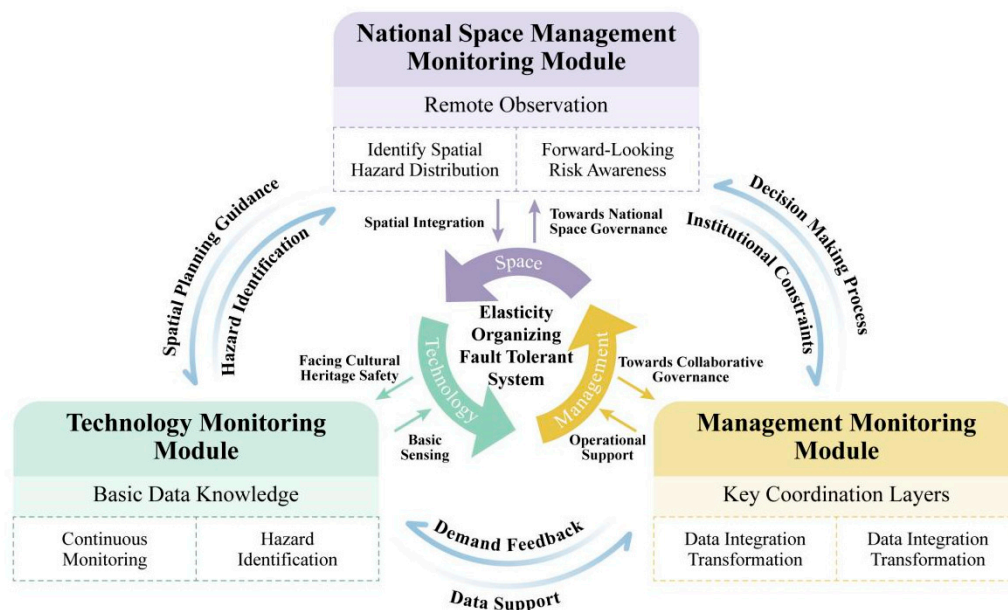 National Space Management
Monitoring Module
Remote Observation
Identify Spatial
Hazard Distribution
Forward-Looking
Risk Awareness
Spatial Planning Guidance
Hazard Identification
Spatial Integration
Towards National
Space Governance
Decision Making Process
Institutional Constraints
Space
Technology
Management
Elasticity
Organizing
Fault Tolerant
System
Facing Cultural
Heritage Safety
Basic
Sensing
Towards Collaborative
Governance
Operational
Support
Technology Monitoring
Module
Basic Data Knowledge
Continuous
Monitoring
Hazard
Identification
Demand Feedback
Data Support
Management Monitoring
Module
Key Coordination Layers
Data Integration
Transformation
Data Integration
Transformation